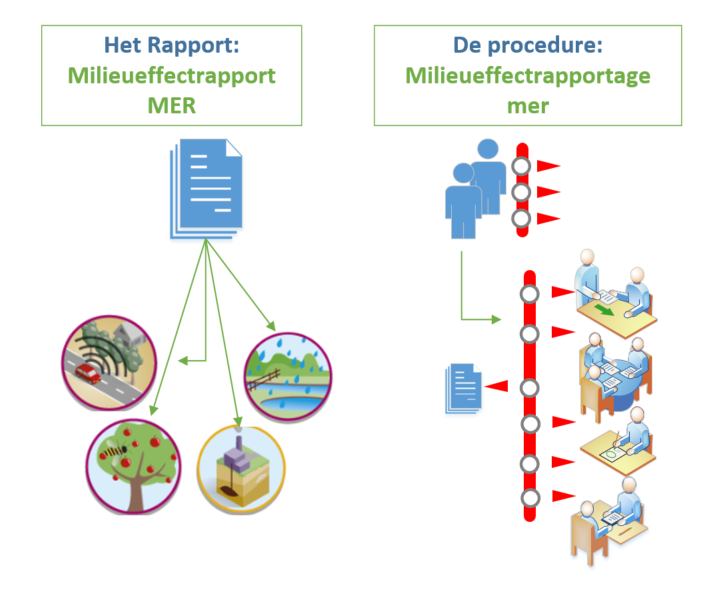 Het Rapport:
Milieueffectrapport
MER
De procedure:
Milieueffectrapportage
mer